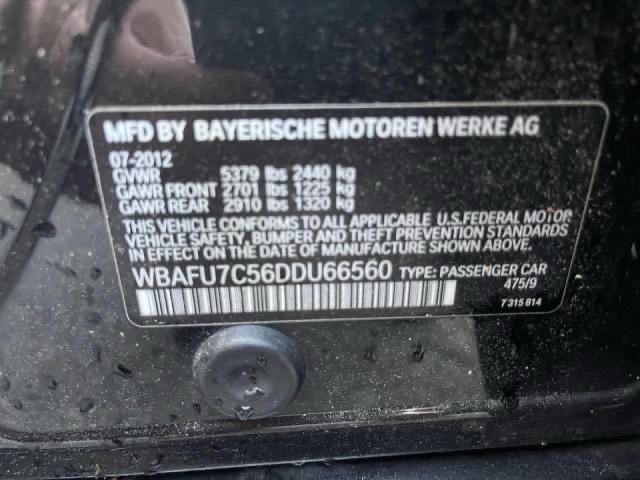 MFD BY BAYERISCHE MOTOREN WERKE AG
07-2012
GVWR 5379 lbs 2440 kg
GAWR FRONT 2701 lbs 1225 kg
GAWR REAR 2910 lbs 1320 kg
THIS VEHICLE CONFORMS TO ALL APPLICABLE U.S.FEDERAL MOTOR
VEHICLE SAFETY, BUMPER, AND THEFT PREVENTION STANDARDS
IN EFFECT ON THE DATE OF MANUFACTURE SHOWN ABOVE.
WBAFU7C56DDU66560 TYPE: PASSENGER CAR
475/9
7 315 814